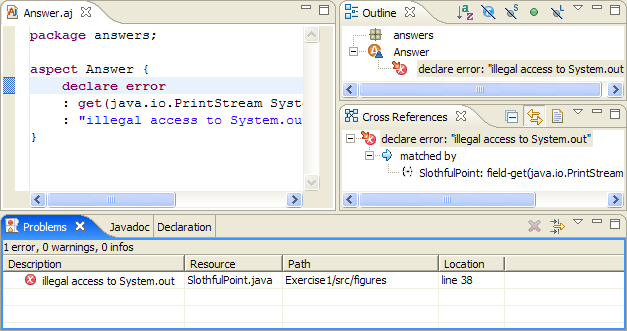 Answer.aj
package answers;
aspect Answer {
declare error
: get(java.io.PrintStream Syste
: "illegal access to System.ou
}
Outline
answers
Answer
declare error: "illegal access to System.out
Cross References
declare error: "illegal access to System.out"
matched by
SlothfulPoint: field-get(java.io.PrintStream
Problems Javadoc Declaration
1 error, 0 warnings, 0 infos
Description Resource Path Location
illegal access to System.out SlothfulPoint.java Exercise1/src/figures line 38